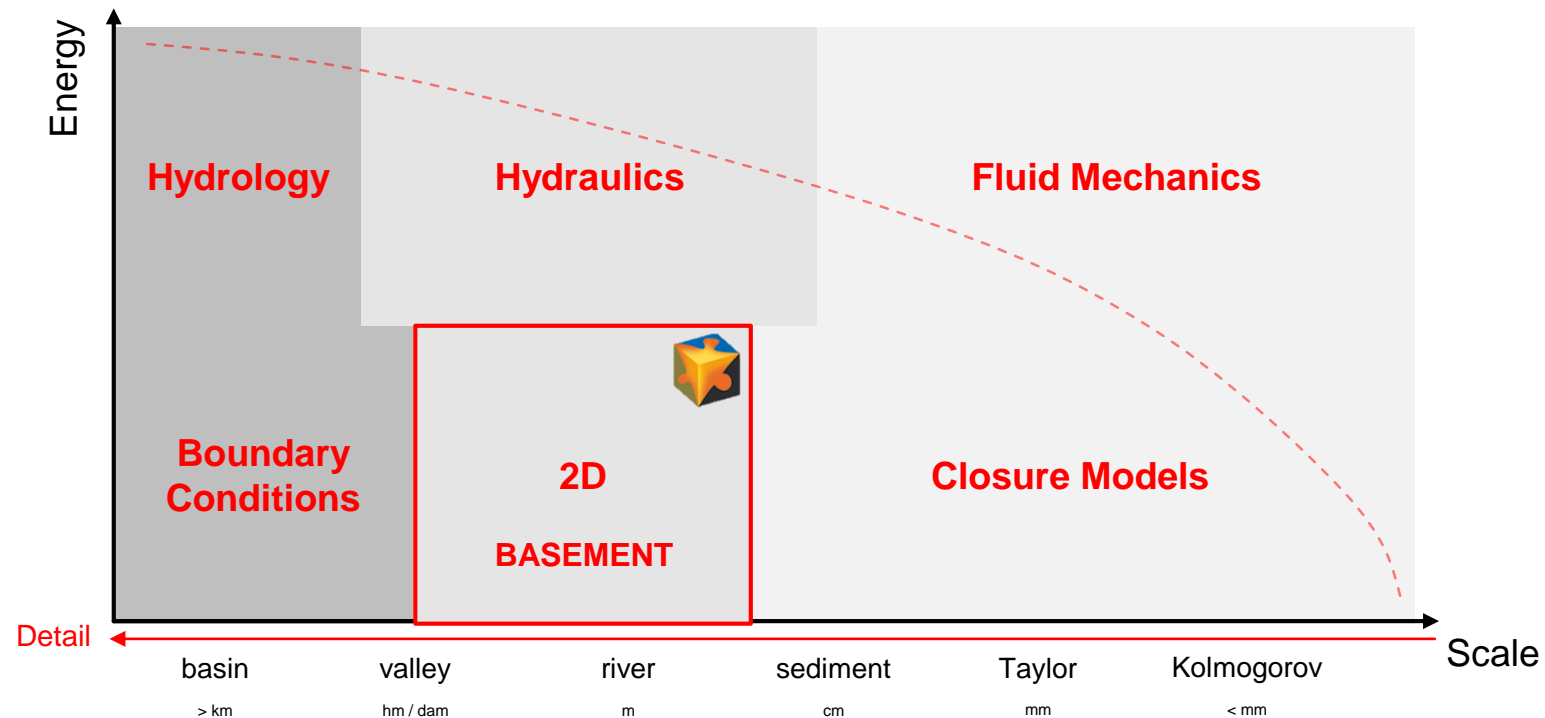 Energy
Hydrology
Hydraulics
Fluid Mechanics
Boundary
Conditions
2D
BASEMENT
Closure Models
Detail
Scale
basin
valley
river
sediment
Taylor
Kolmogorov
> km
hm / dam
m
cm
mm
< mm